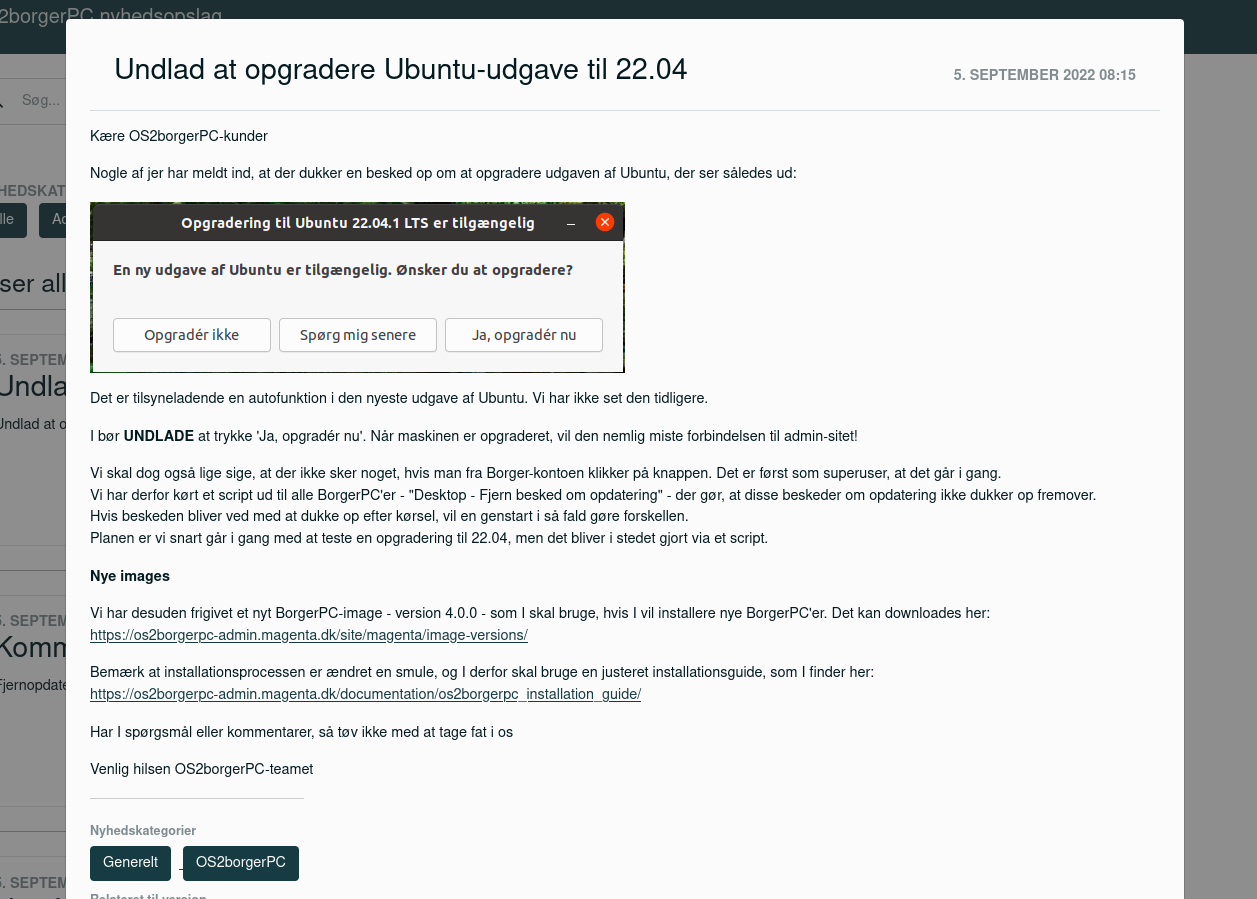 2borgerPC nyhedsopslag
Undlad at opgradere Ubuntu-udgave til 22.04
5. SEPTEMBER 2022 08:15
Søg...
Kære OS2borgerPC-kunder
Nogle af jer har meldt ind, at der dukker en besked op om at opgradere udgaven af Ubuntu, der ser således ud:
Opgradering til Ubuntu 22.04.1 LTS er tilgængelig
En ny udgave af Ubuntu er tilgængelig. Ønsker du at opgradere?
Opgradér ikke
Spørg mig senere
Ja, opgradér nu
Det er tilsyneladende en autofunktion i den nyeste udgave af Ubuntu. Vi har ikke set den tidligere.
I bør UNDLADE at trykke 'Ja, opgradér nu'. Når maskinen er opgraderet, vil den nemlig miste forbindelsen til admin-sitet!
Vi skal dog også lige sige, at der ikke sker noget, hvis man fra Borger-kontoen klikker på knappen. Det er først som superuser, at det går i gang.
Vi har derfor kørt et script ud til alle BorgerPC'er - "Desktop - Fjern besked om opdatering" - der gør, at disse beskeder om opdatering ikke dukker op fremover.
Hvis beskeden bliver ved med at dukke op efter kørsel, vil en genstart i så fald gøre forskellen.
Planen er vi snart går i gang med at teste en opgradering til 22.04, men det bliver i stedet gjort via et script.
Nye images
Vi har desuden frigivet et nyt BorgerPC-image - version 4.0.0 - som I skal bruge, hvis I vil installere nye BorgerPC'er. Det kan downloades her:
https://os2borgerpc-admin.magenta.dk/site/magenta/image-versions/
Bemærk at installationsprocessen er ændret en smule, og I derfor skal bruge en justeret installationsguide, som I finder her:
https://os2borgerpc-admin.magenta.dk/documentation/os2borgerpc_installation_guide/
Har I spørgsmål eller kommentarer, så tøv ikke med at tage fat i os
Venlig hilsen OS2borgerPC-teamet
Nyhedskategorier
Generelt
OS2borgerPC
HEDSKAT
lle
Ad
ser all
5. SEPTEM
Undla
Undlad at o
5. SEPTEM
Komm
Fjernopdate
5. SEPTEM
Relateret til version